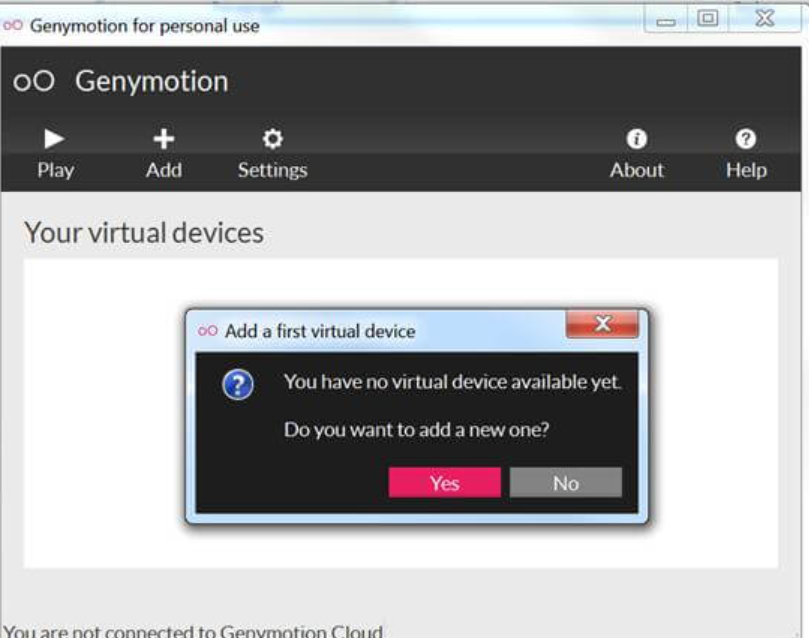 Genymotion for personal use
Genymotion
Play Add Settings About Help
Your virtual devices
Add a first virtual device
You have no virtual device available yet.
Do you want to add a new one?
Yes No
You are not connected to Genymotion Cloud